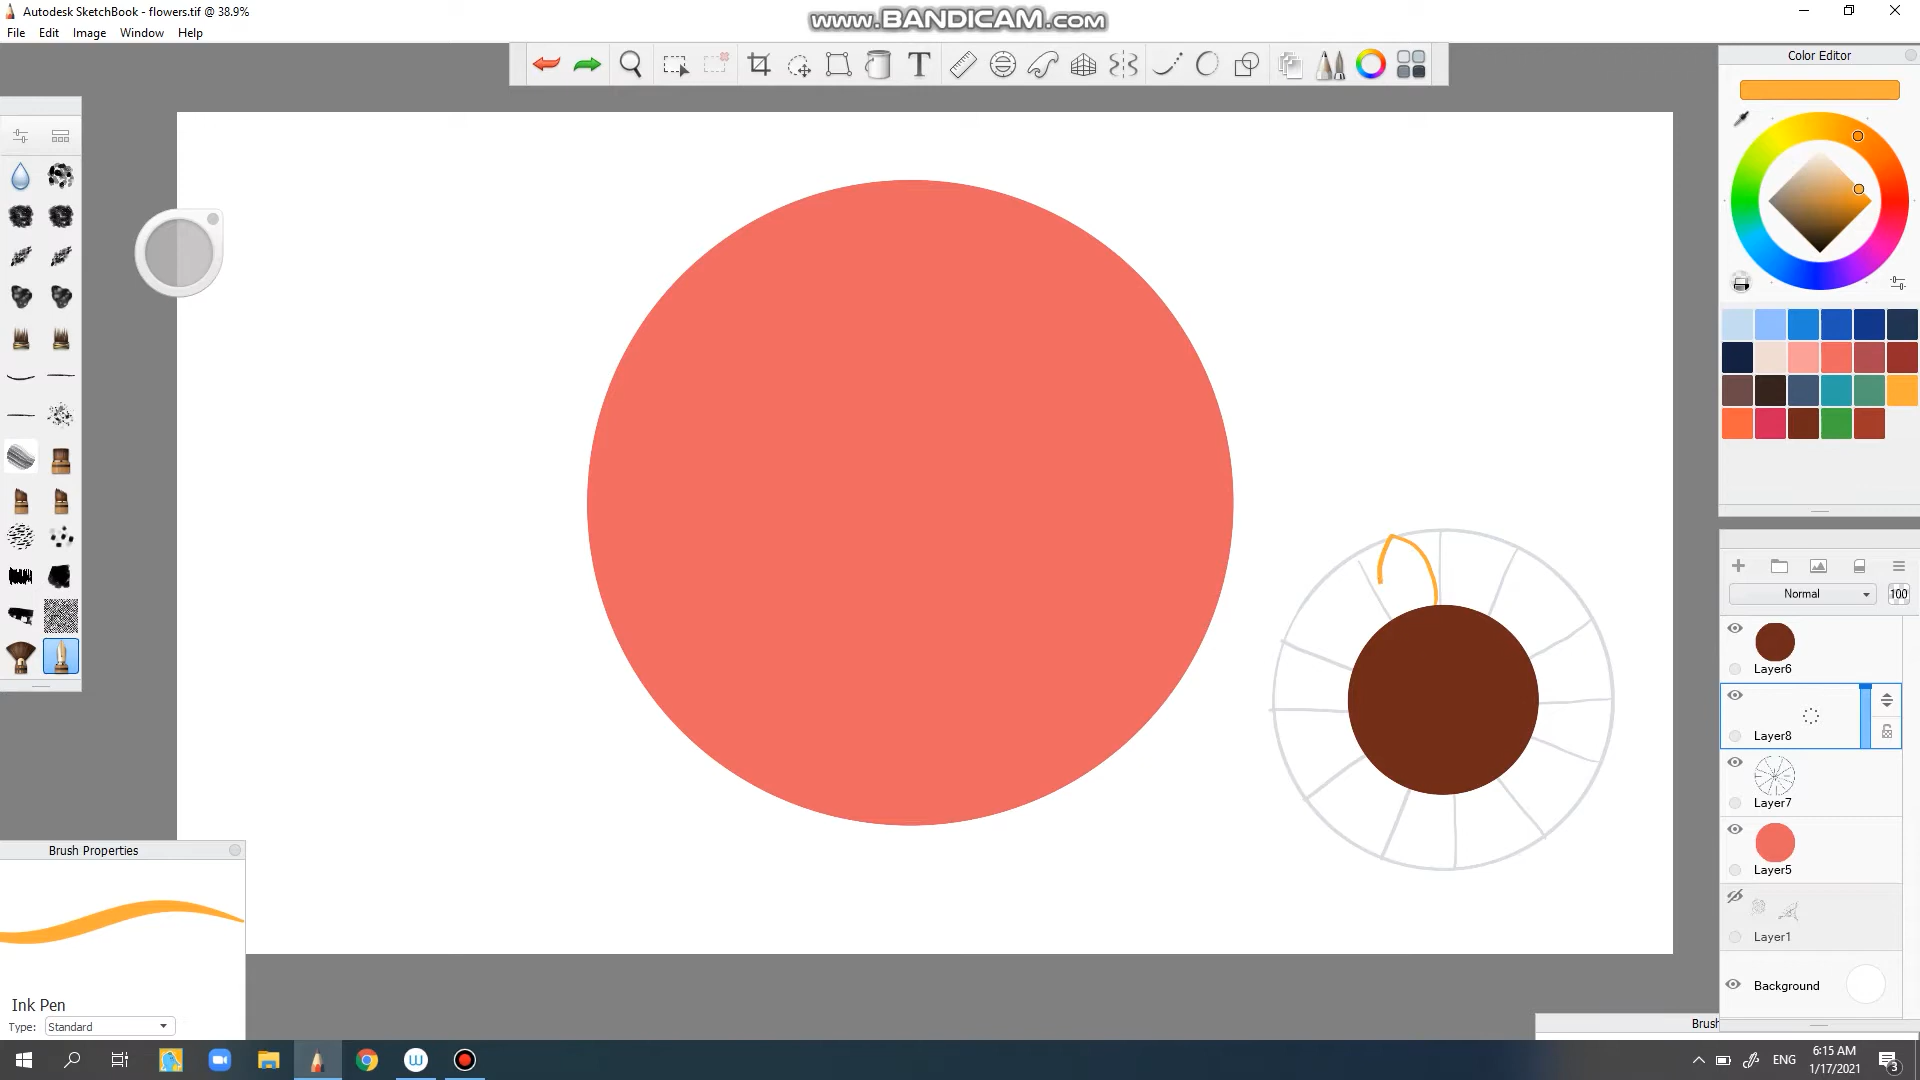 Autodesk SketchBook - flowers.tif @ 38.9%
www.BANDICAM.com
File Edit Image Window Help
T
Color Editor
Normal 100
Layer6
Layer8
Layer7
Layer5
Layer1
Background
Brush Properties
Ink Pen
Type: Standard
Brush
W
ENG
6:15 AM
1/17/2021
3